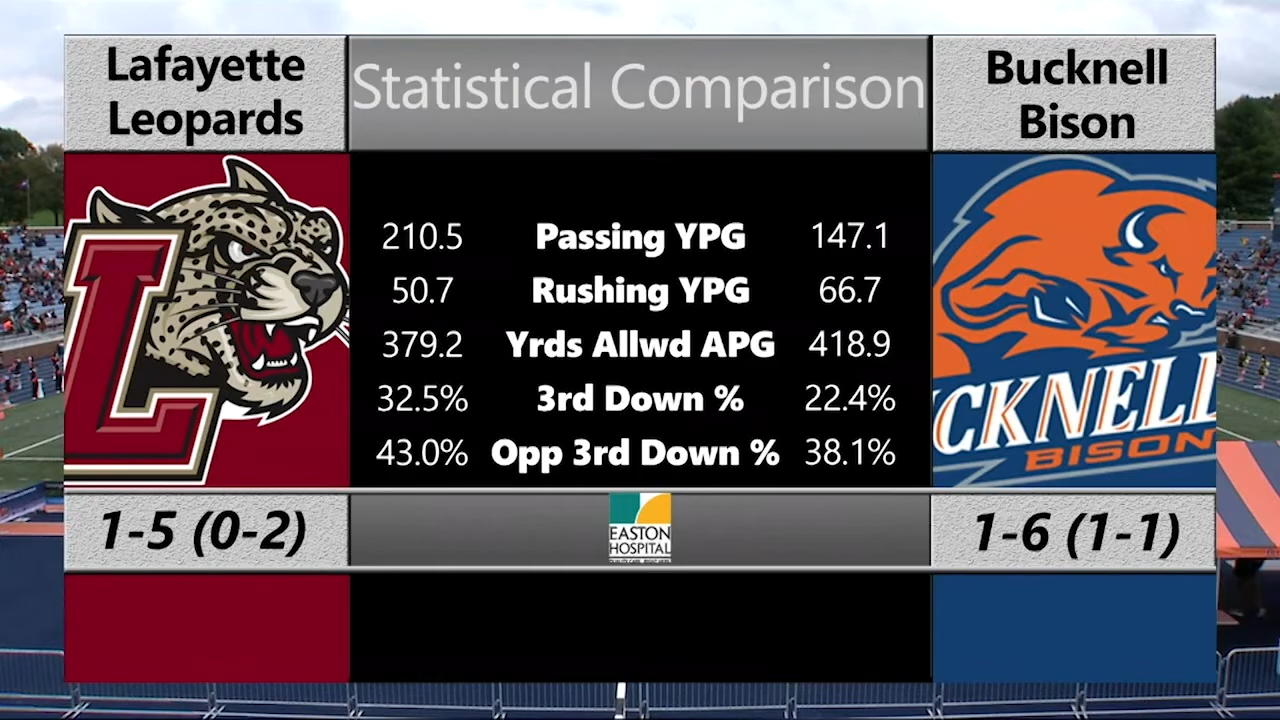 Lafayette
Leopards
Statistical Comparison
Bucknell
Bison
210.5 Passing YPG 147.1
50.7 Rushing YPG 66.7
379.2 Yrds Allwd APG 418.9
32.5% 3rd Down % 22.4%
43.0% Opp 3rd Down % 38.1%
L
CKNELL
BISON
1-5 (0-2)
EASTON
HOSPITAL
1-6 (1-1)